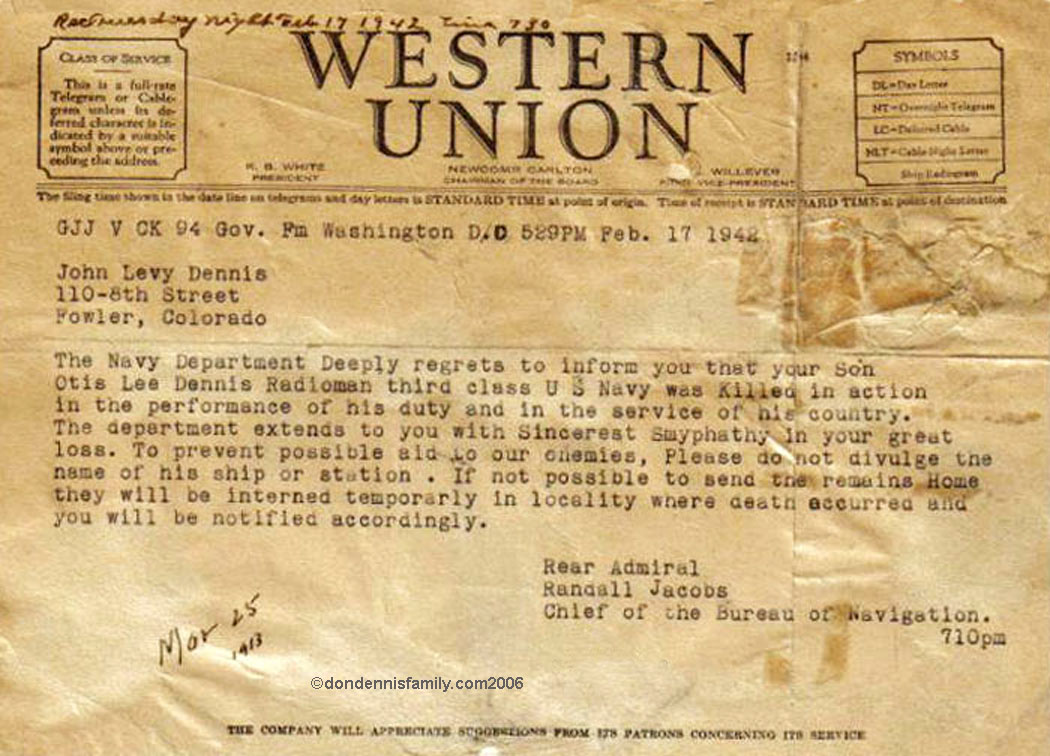 Rec Tuesday night Feb 17 1942 Time 730
WESTERN
UNION
CLASS OF SERVICE
This is a full-rate
Telegram or Cable-
gram unless its de-
ferred character is in-
dicated by a suitable
symbol above or pre-
ceding the address.
SYMBOLS
DL=Day Letter
NT=Overnight Telegram
LC=Deferred Cable
NLT=Cable Night Letter
Ship Radiogram
R. B. WHITE
PRESIDENT
NEWCOMB CARLTON
CHAIRMAN OF THE BOARD
WILLEVER
FIRST VICE-PRESIDENT
The filing time shown in the date line on telegrams and day letters is STANDARD TIME at point of origin. Time of receipt is STANDARD TIME at point of destination
GJJ V CK 94 Gov. Fm Washington D.C 529PM Feb. 17 1942
John Levy Dennis
110-8th Street
Fowler, Colorado
The Navy Department Deeply regrets to inform you that your Son
Otis Lee Dennis Radioman third class U S Navy was Killed in action
in the performance of his duty and in the service of his country.
The department extends to you with Sincerest Smyphathy in your great
loss. To prevent possible aid to our enemies, Please do not divulge the
name of his ship or station . If not possible to send the remains Home
they will be interned temporarly in locality where death accurred and
you will be notified accordingly.
Rear Admiral
Randall Jacobs
Chief of the Bureau of Navigation.
710pm
Mar 25
1913
©dondennisfamily.com2006
THE COMPANY WILL APPRECIATE SUGGESTIONS FROM ITS PATRONS CONCERNING ITS SERVICE